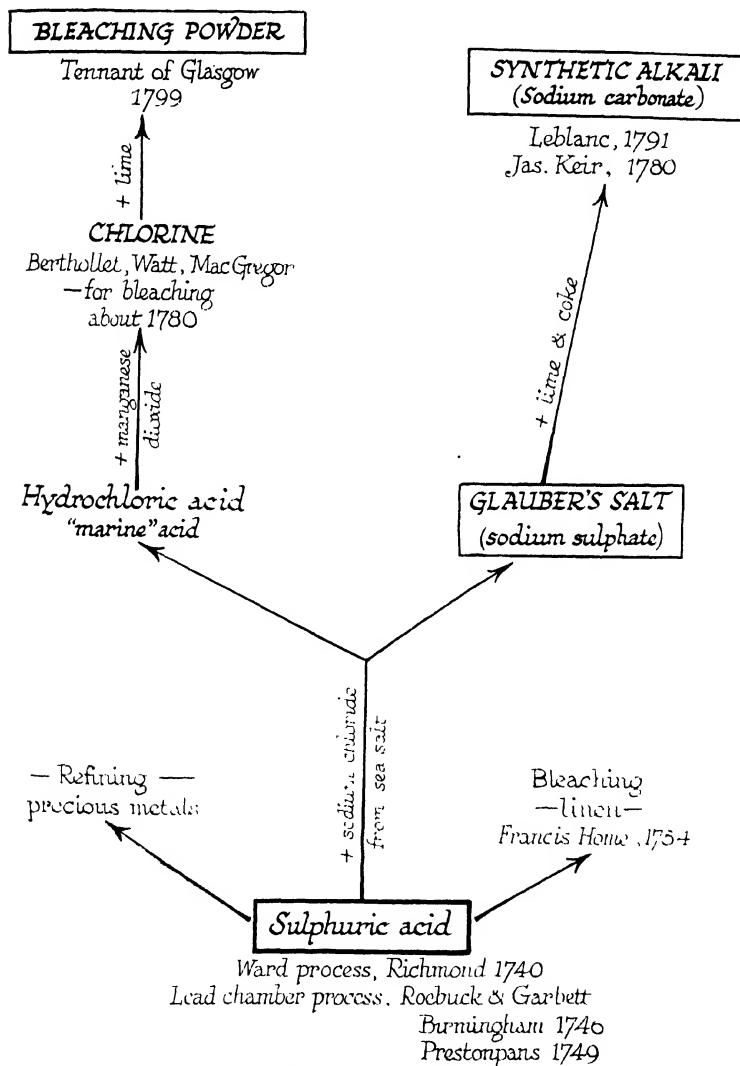 BLEACHING POWDER
Tennant of Glasgow
1799
+ lime
CHLORINE
Berthollet, Watt, MacGregor
—for bleaching
about 1780
+ manganese
dioxide
Hydrochloric acid
"marine" acid
SYNTHETIC ALKALI
(Sodium carbonate)
Leblanc, 1791
Jas. Keir, 1780
+ lime & coke
GLAUBER'S SALT
(sodium sulphate)
+ sodium chloride
from sea salt
— Refining —
precious metals
Bleaching
—linen—
Francis Home, 1754
Sulphuric acid
Ward process, Richmond 1740
Lead chamber process, Roebuck & Garbett
Birmingham 1746
Prestonpans 1749